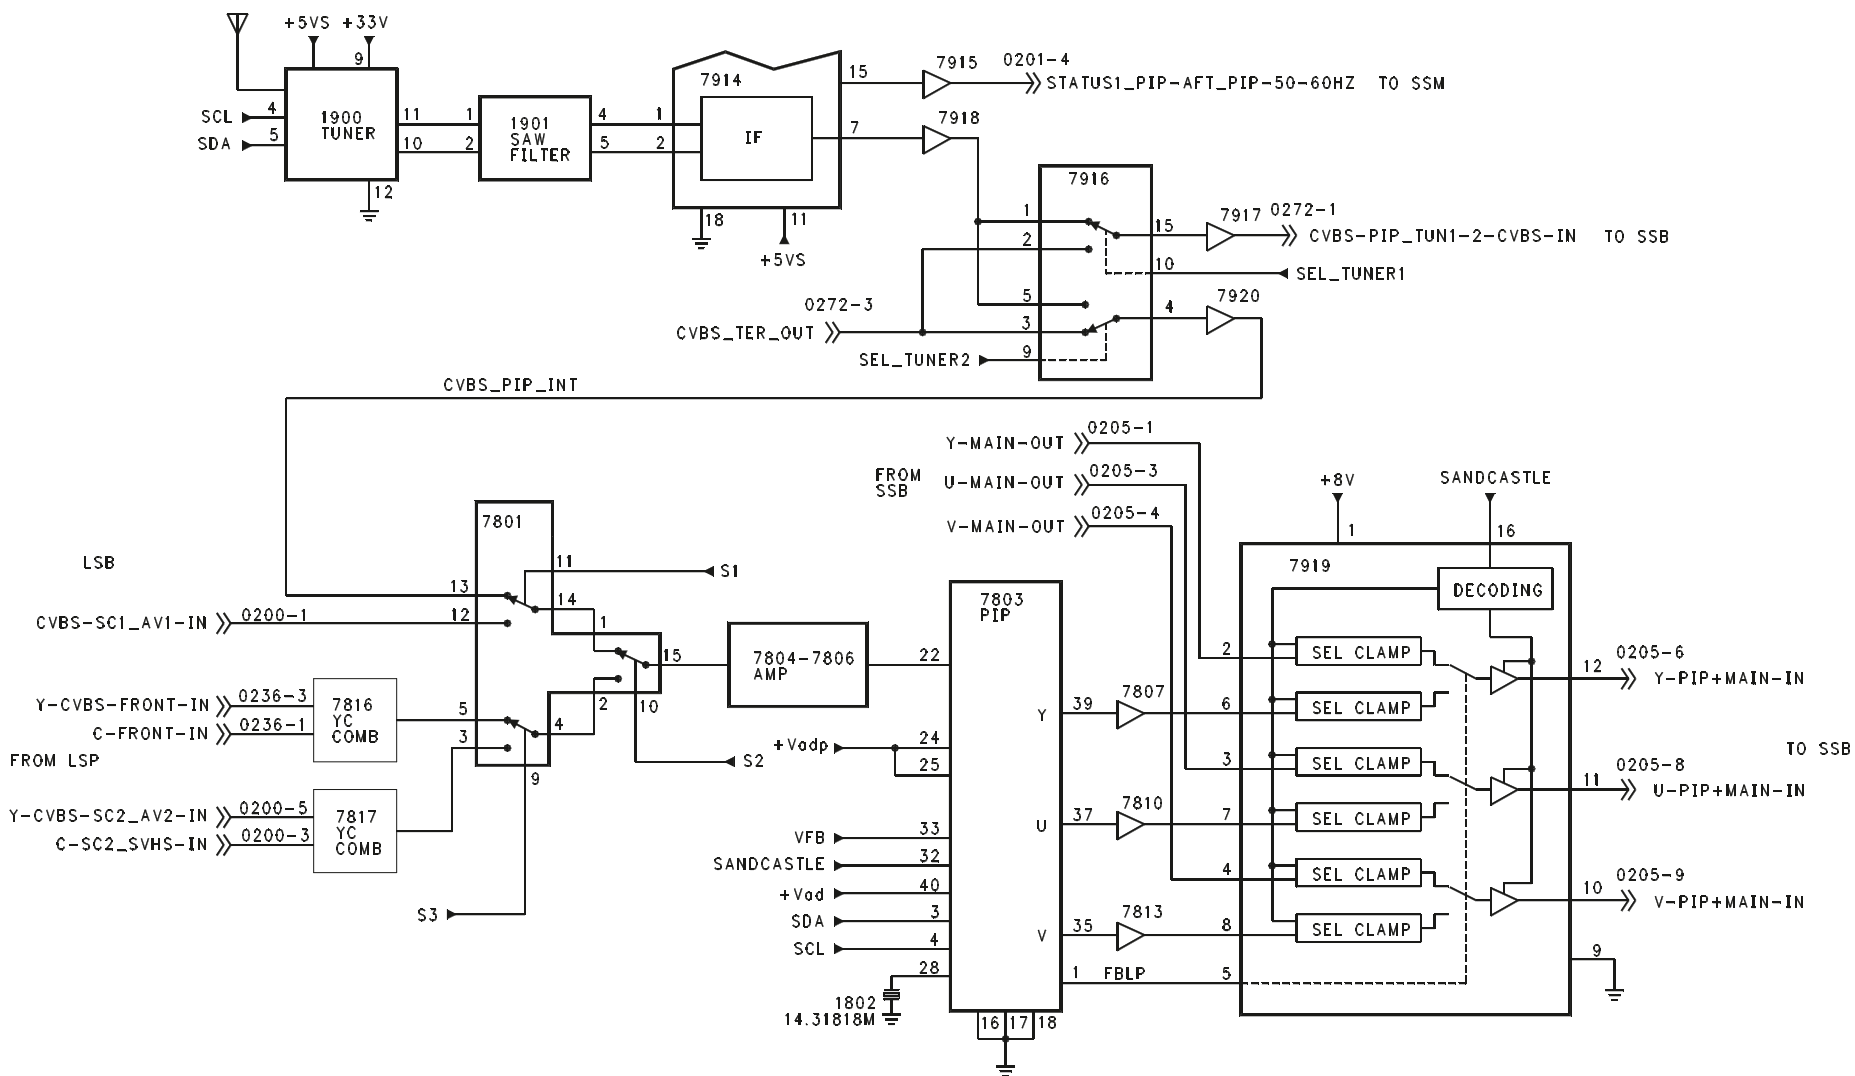 +5VS +33V
9
SCL 4
SDA 5
1900
TUNER
11
10
12
1
2
1901
SAW
FILTER
4
5
1
2
7914
IF
15
7
18
11
+5VS
7915
0201-4
STATUS1_PIP-AFT_PIP-50-60HZ TO SSM
7918
7916
1
2
5
3
9
15
10
4
7917
0272-1
CVBS-PIP_TUN1-2-CVBS-IN TO SSB
SEL_TUNER1
7920
0272-3
CVBS_TER_OUT
SEL_TUNER2
CVBS_PIP_INT
Y-MAIN-OUT 0205-1
FROM
SSB
U-MAIN-OUT 0205-3
V-MAIN-OUT 0205-4
+8V
1
SANDCASTLE
16
LSB
7801
11
S1
13
14
CVBS-SC1_AV1-IN 0200-1
12
1
15
2
10
Y-CVBS-FRONT-IN 0236-3
C-FRONT-IN 0236-1
FROM LSP
7816
YC
COMB
5
3
4
9
S2
Y-CVBS-SC2_AV2-IN 0200-5
C-SC2_SVHS-IN 0200-3
7817
YC
COMB
S3
7804-7806
AMP
7803
PIP
22
+Vadp
24
25
VFB 33
SANDCASTLE 32
+Vad 40
SDA 3
SCL 4
28
1802
14.31818M
16 17 18
Y 39
7807
U 37
7810
V 35
7813
1 FBLP
7919
DECODING
2 SEL CLAMP
6 SEL CLAMP
3 SEL CLAMP
7 SEL CLAMP
4 SEL CLAMP
8 SEL CLAMP
5
12
0205-6
Y-PIP+MAIN-IN
TO SSB
11
0205-8
U-PIP+MAIN-IN
10
0205-9
V-PIP+MAIN-IN
9